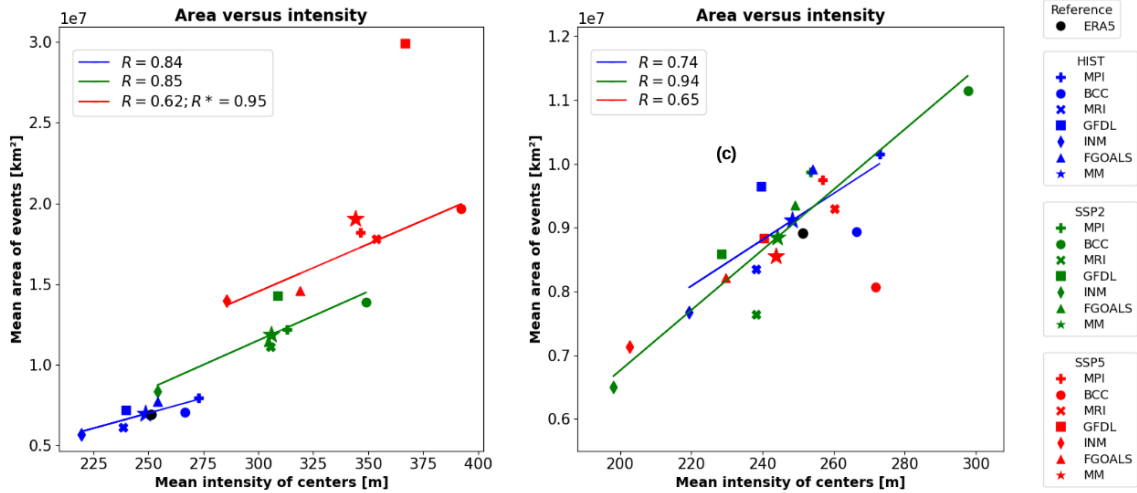 Area versus intensity
1e7
3.0
2.5
2.0
1.5
1.0
0.5
Mean area of events [km²]
R = 0.84
R = 0.85
R = 0.62; R* = 0.95
225 250 275 300 325 350 375 400
Mean intensity of centers [m]
Area versus intensity
1e7
1.2
1.1
1.0
0.9
0.8
0.7
0.6
Mean area of events [km²]
R = 0.74
R = 0.94
R = 0.65
(c)
200 220 240 260 280 300
Mean intensity of centers [m]
Reference
ERA5
HIST
MPI
BCC
MRI
GFDL
INM
FGOALS
MM
SSP2
MPI
BCC
MRI
GFDL
INM
FGOALS
MM
SSP5
MPI
BCC
MRI
GFDL
INM
FGOALS
MM